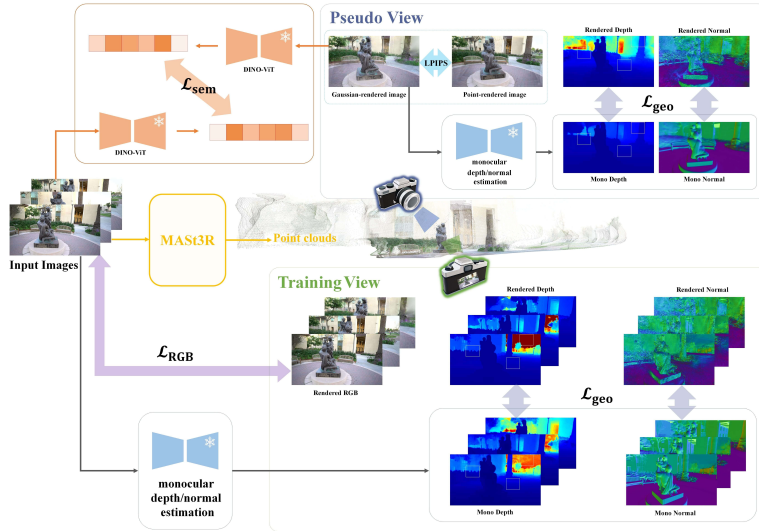 Pseudo View
DINO-ViT
ℒsem
DINO-ViT
LPIPS
Gaussian-rendered image
Point-rendered image
Rendered Depth
Rendered Normal
ℒgeo
monocular
depth/normal
estimation
Mono Depth
Mono Normal
Input Images
MASt3R
Point clouds
Training View
ℒRGB
Rendered RGB
Rendered Depth
Rendered Normal
ℒgeo
monocular
depth/normal
estimation
Mono Depth
Mono Normal